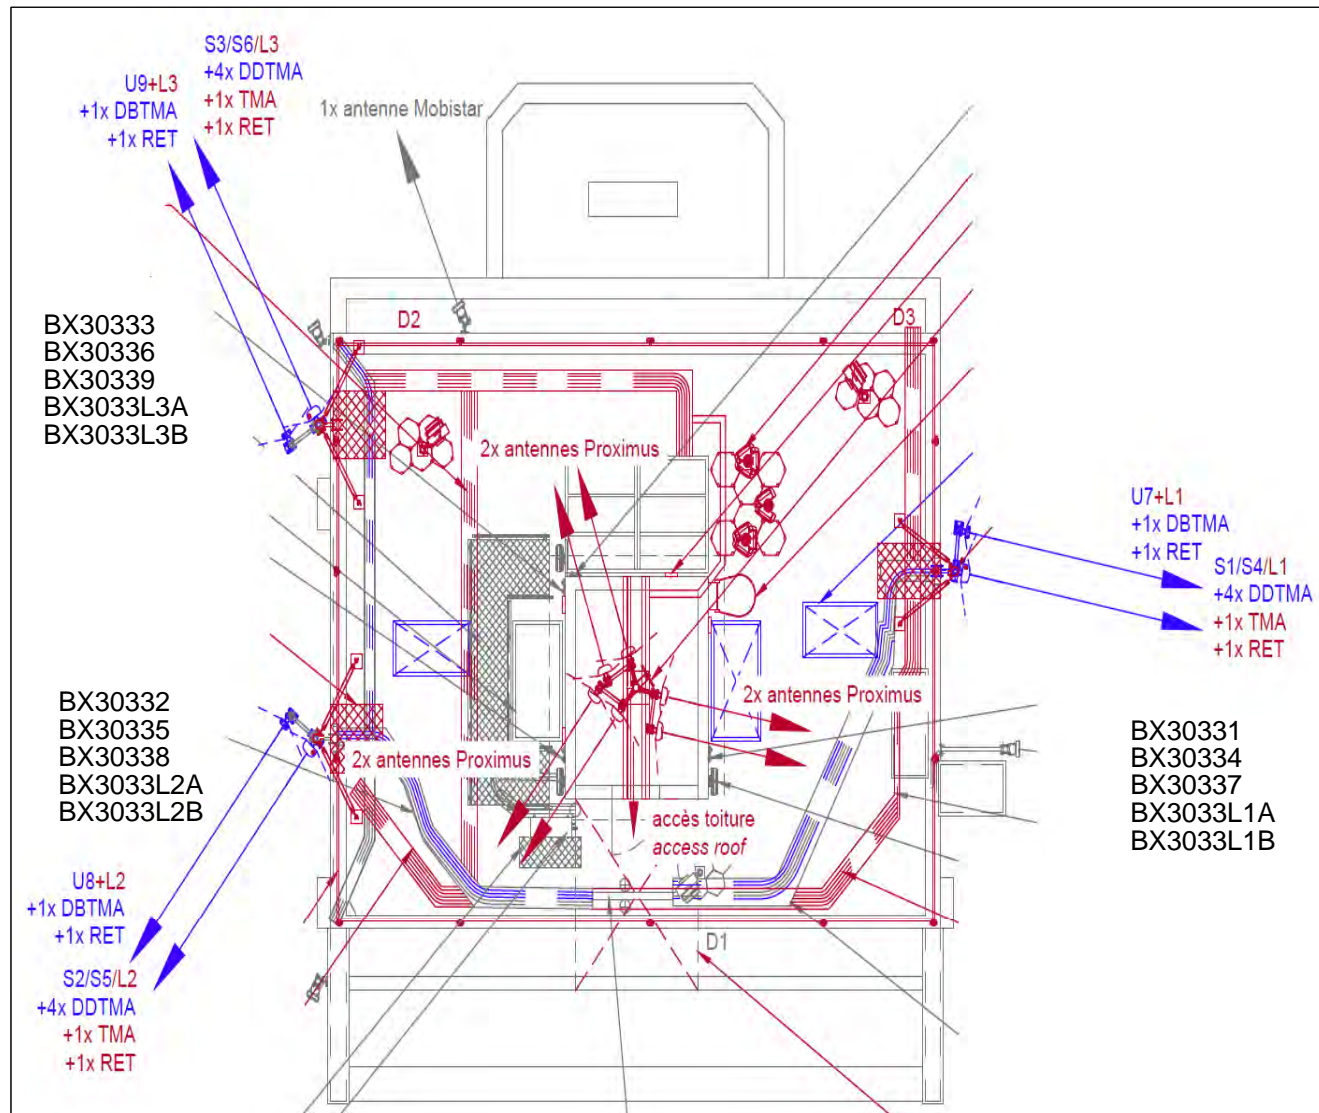 S3/S6/L3
+4x DDTMA
+1x TMA
+1x RET
U9+L3
+1x DBTMA
+1x RET
1x antenne Mobistar
D2
D3
BX30333
BX30336
BX30339
BX3033L3A
BX3033L3B
2x antennes Proximus
U7+L1
+1x DBTMA
+1x RET
S1/S4/L1
+4x DDTMA
+1x TMA
+1x RET
BX30332
BX30335
BX30338
BX3033L2A
BX3033L2B
2x antennes Proximus
2x antennes Proximus
BX30331
BX30334
BX30337
BX3033L1A
BX3033L1B
accès toiture
access roof
U8+L2
+1x DBTMA
+1x RET
D1
S2/S5/L2
+4x DDTMA
+1x TMA
+1x RET